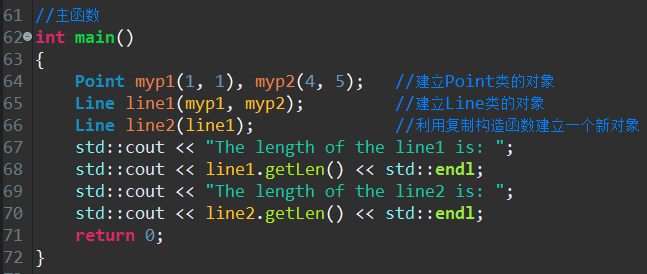 61 //主函数
62 int main()
63 {
64     Point myp1(1, 1), myp2(4, 5);   //建立Point类的对象
65     Line line1(myp1, myp2);         //建立Line类的对象
66     Line line2(line1);              //利用复制构造函数建立一个新对象
67     std::cout << "The length of the line1 is: ";
68     std::cout << line1.getLen() << std::endl;
69     std::cout << "The length of the line2 is: ";
70     std::cout << line2.getLen() << std::endl;
71     return 0;
72 }